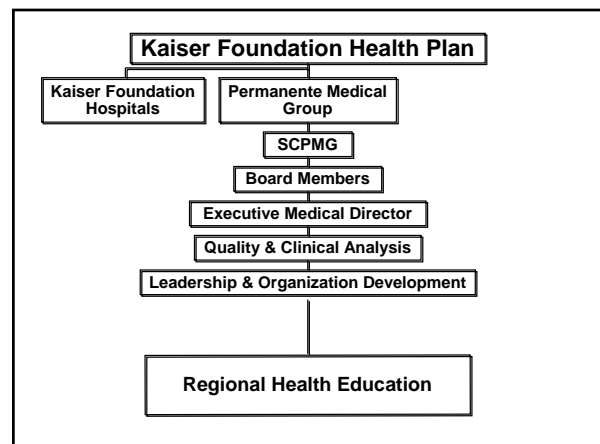 Kaiser Foundation Health Plan
Kaiser Foundation
Hospitals
Permanente Medical
Group
SCPMG
Board Members
Executive Medical Director
Quality & Clinical Analysis
Leadership & Organization Development
Regional Health Education